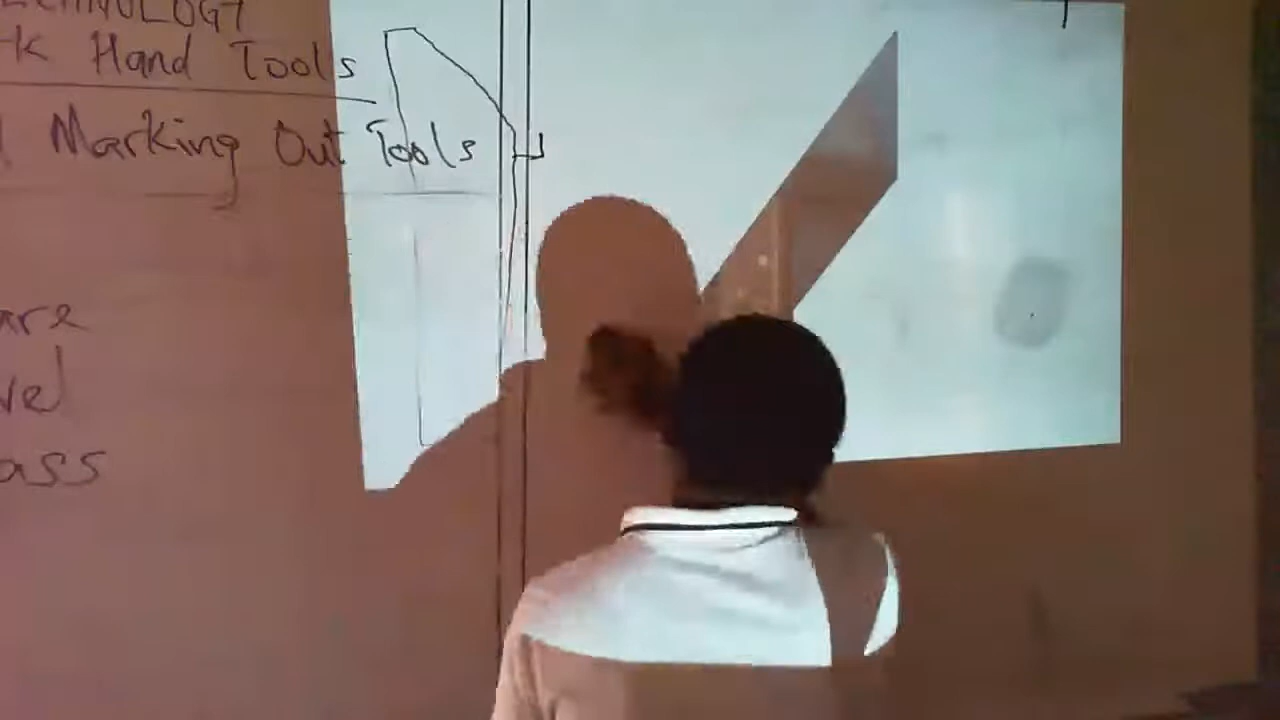 TECHNOLOGY
k Hand Tools
Marking Out Tools
are
vel
ass